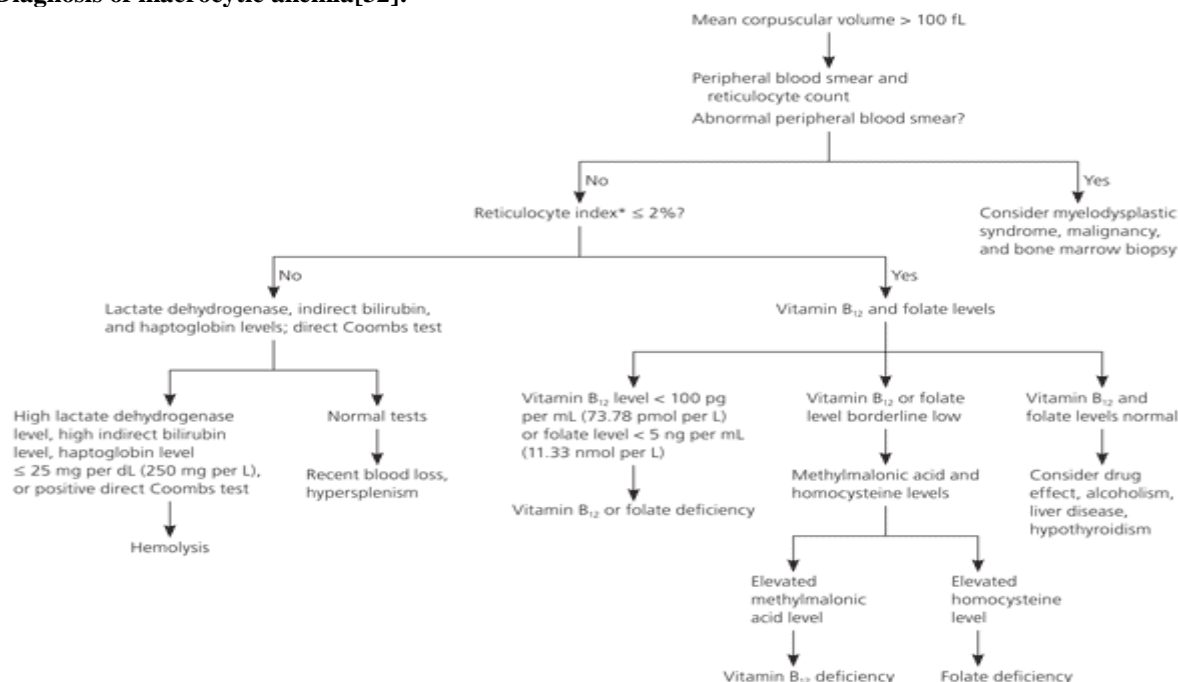 Diagnosis of macrocytic anemia[32]:
Mean corpuscular volume > 100 fL
Peripheral blood smear and
reticulocyte count
Abnormal peripheral blood smear?
No
Yes
Reticulocyte index* ≤ 2%?
Consider myelodysplastic
syndrome, malignancy,
and bone marrow biopsy
No
Yes
Lactate dehydrogenase, indirect bilirubin,
and haptoglobin levels; direct Coombs test
Vitamin B₁₂ and folate levels
High lactate dehydrogenase
level, high indirect bilirubin
level, haptoglobin level
≤ 25 mg per dL (250 mg per L),
or positive direct Coombs test
Normal tests
Vitamin B₁₂ level < 100 pg
per mL (73.78 pmol per L)
or folate level < 5 ng per mL
(11.33 nmol per L)
Vitamin B₁₂ or folate
level borderline low
Vitamin B₁₂ and
folate levels normal
Hemolysis
Recent blood loss,
hypersplenism
Vitamin B₁₂ or folate deficiency
Methylmalonic acid and
homocysteine levels
Consider drug
effect, alcoholism,
liver disease,
hypothyroidism
Elevated
methylmalonic
acid level
Elevated
homocysteine
level
Vitamin B₁₂ deficiency
Folate deficiency